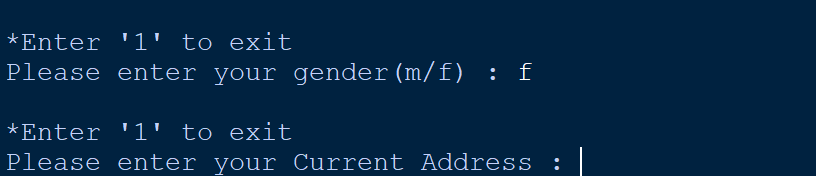 *Enter '1' to exit
Please enter your gender(m/f) : f
*Enter '1' to exit
Please enter your Current Address :